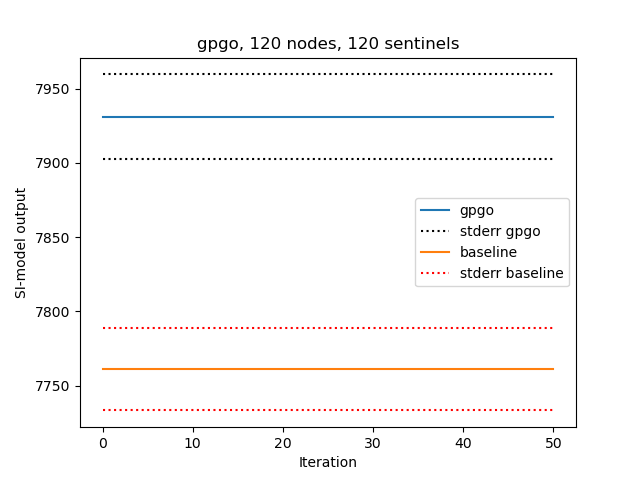 gpgo, 120 nodes, 120 sentinels
SI-model output
7950
7900
7850
7800
7750
gpgo
stderr gpgo
baseline
stderr baseline
0 10 20 30 40 50
Iteration